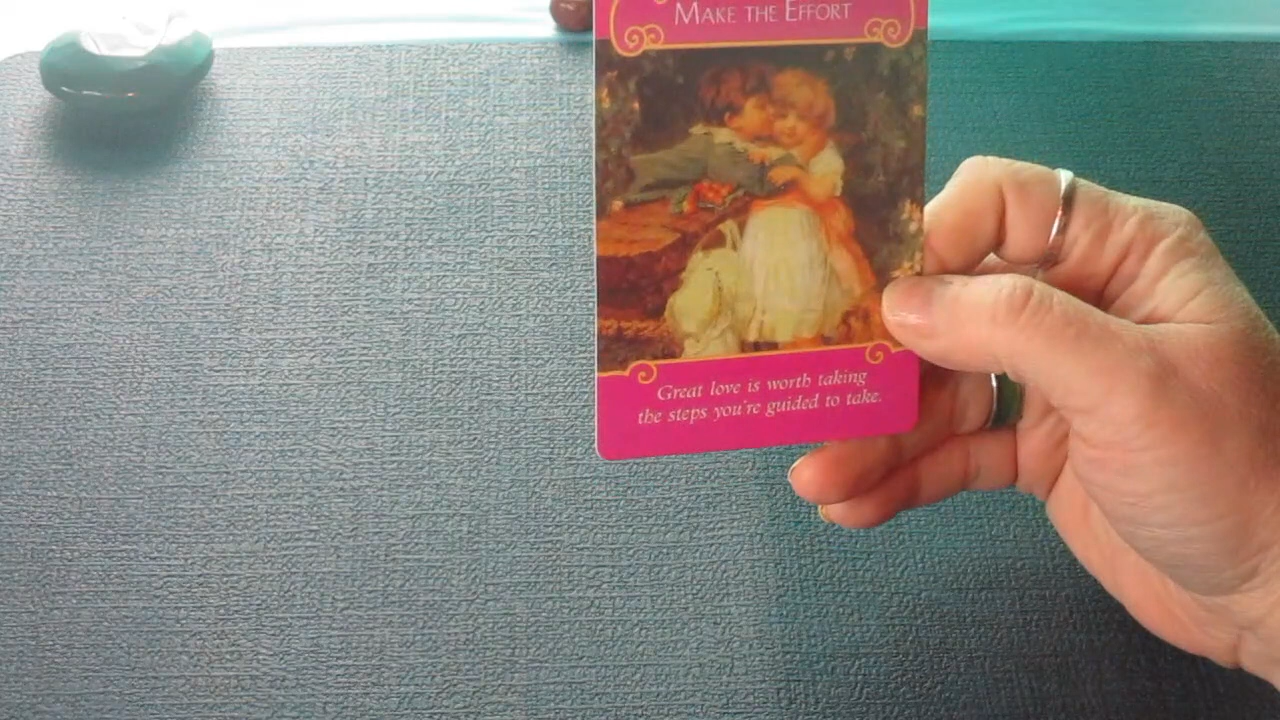 MAKE THE EFFORT
Great love is worth taking
the steps you're guided to take.